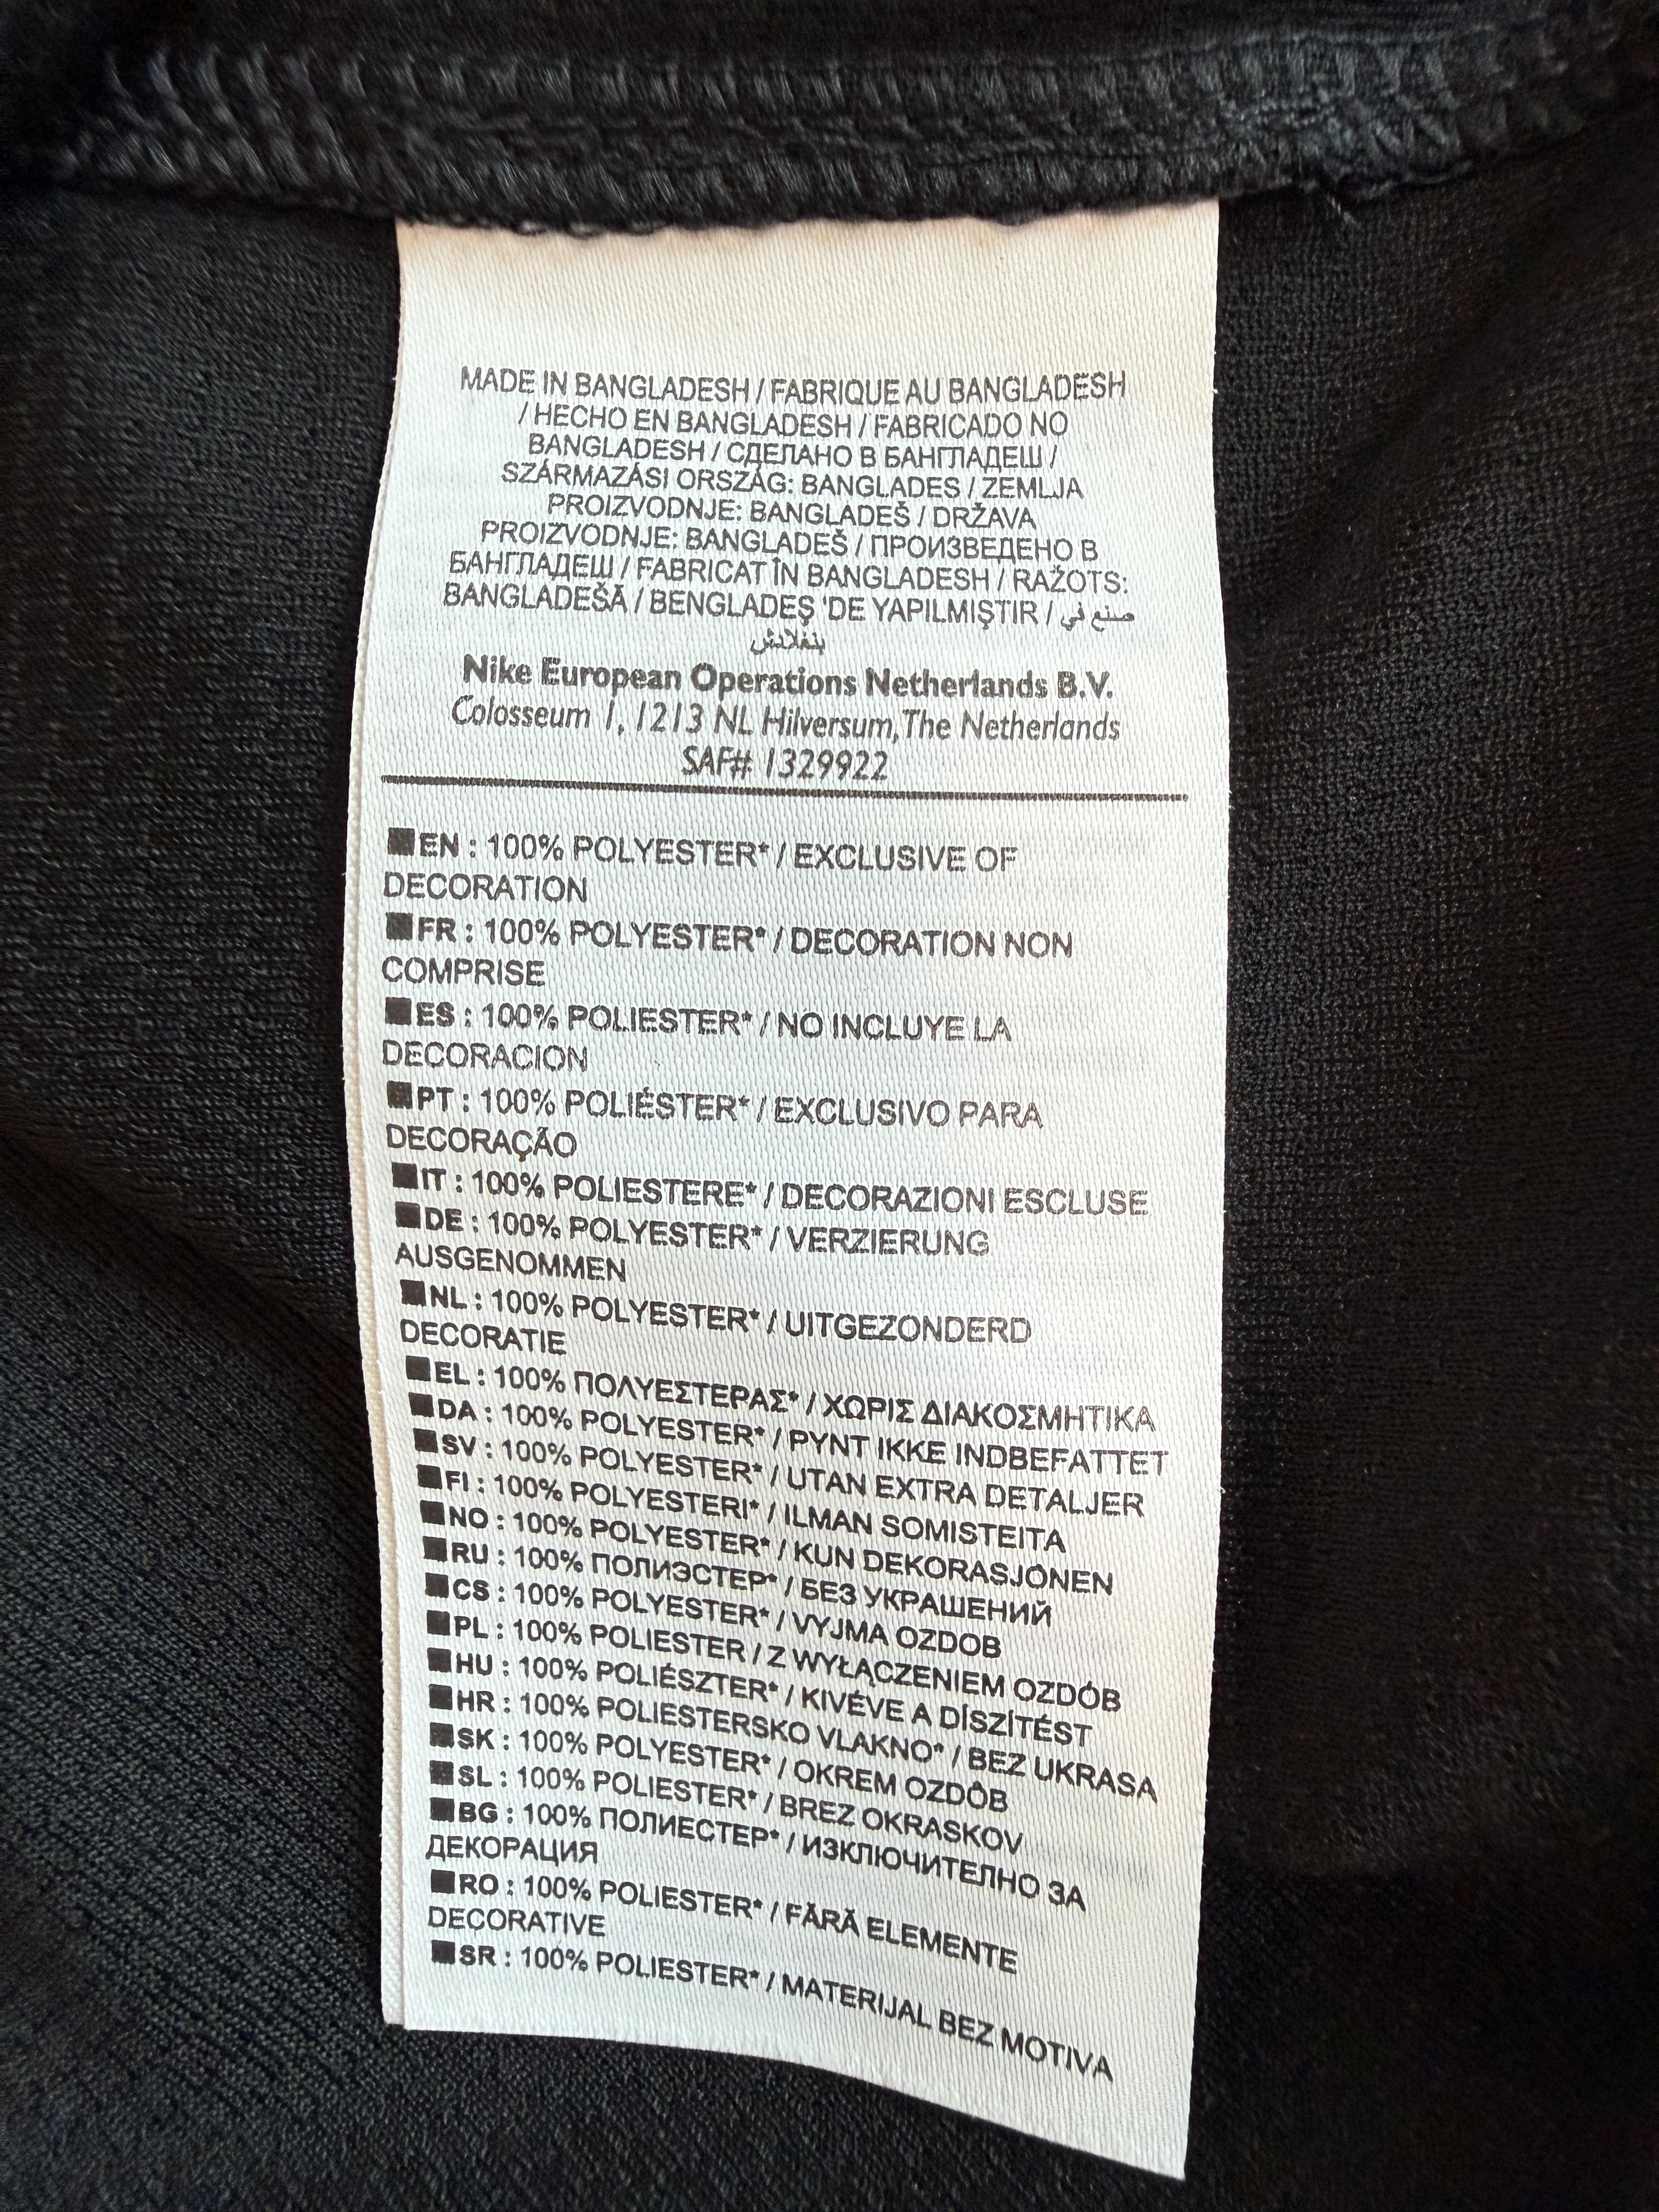 MADE IN BANGLADESH / FABRIQUE AU BANGLADESH
/ HECHO EN BANGLADESH / FABRICADO NO
BANGLADESH / СДЕЛАНО В БАНГЛАДЕШ /
SZÁRMAZÁSI ORSZÁG: BANGLADES / ZEMLJA
PROIZVODNJE: BANGLADEŠ / DRŽAVA
PROIZVODNJE: BANGLADEŠ / ПРОИЗВЕДЕНО В
БАНГЛАДЕШ / FABRICAT ÎN BANGLADESH / RAŽOTS:
BANGLADEŠĀ / BENGLADEŞ 'DE YAPILMIŞTIR / صنع في
بنغلادش
Nike European Operations Netherlands B.V.
Colosseum 1, 1213 NL Hilversum, The Netherlands
SAF# 1329922
■EN : 100% POLYESTER* / EXCLUSIVE OF
DECORATION
■FR : 100% POLYESTER* / DECORATION NON
COMPRISE
■ES : 100% POLIESTER* / NO INCLUYE LA
DECORACION
■PT : 100% POLIÉSTER* / EXCLUSIVO PARA
DECORAÇÃO
■IT : 100% POLIESTERE* / DECORAZIONI ESCLUSE
■DE : 100% POLYESTER* / VERZIERUNG
AUSGENOMMEN
■NL : 100% POLYESTER* / UITGEZONDERD
DECORATIE
■EL : 100% ΠΟΛΥΕΣΤΕΡΑΣ* / ΧΩΡΙΣ ΔΙΑΚΟΣΜΗΤΙΚΑ
■DA : 100% POLYESTER* / PYNT IKKE INDBEFATTET
■SV : 100% POLYESTER* / UTAN EXTRA DETALJER
■FI : 100% POLYESTERI* / ILMAN SOMISTEITA
■NO : 100% POLYESTER* / KUN DEKORASJONEN
■RU : 100% ПОЛИЭСТЕР* / БЕЗ УКРАШЕНИЙ
■CS : 100% POLYESTER* / VYJMA OZDOB
■PL : 100% POLIESTER / Z WYŁĄCZENIEM OZDÓB
■HU : 100% POLIÉSZTER* / KIVÉVE A DÍSZÍTÉST
■HR : 100% POLIESTERSKO VLAKNO* / BEZ UKRASA
■SK : 100% POLYESTER* / OKREM OZDÔB
■SL : 100% POLIESTER* / BREZ OKRASKOV
■BG : 100% ПОЛИЕСТЕР* / ИЗКЛЮЧИТЕЛНО ЗА
ДЕКОРАЦИЯ
■RO : 100% POLIESTER* / FĂRĂ ELEMENTE
DECORATIVE
■SR : 100% POLIESTER* / MATERIJAL BEZ MOTIVA